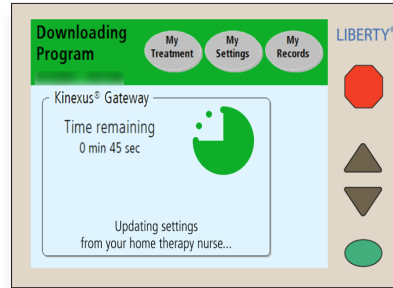 Downloading
Program
My
Treatment
My
Settings
My
Records
LIBERTY®
Kinexus® Gateway
Time remaining
0 min 45 sec
Updating settings
from your home therapy nurse...